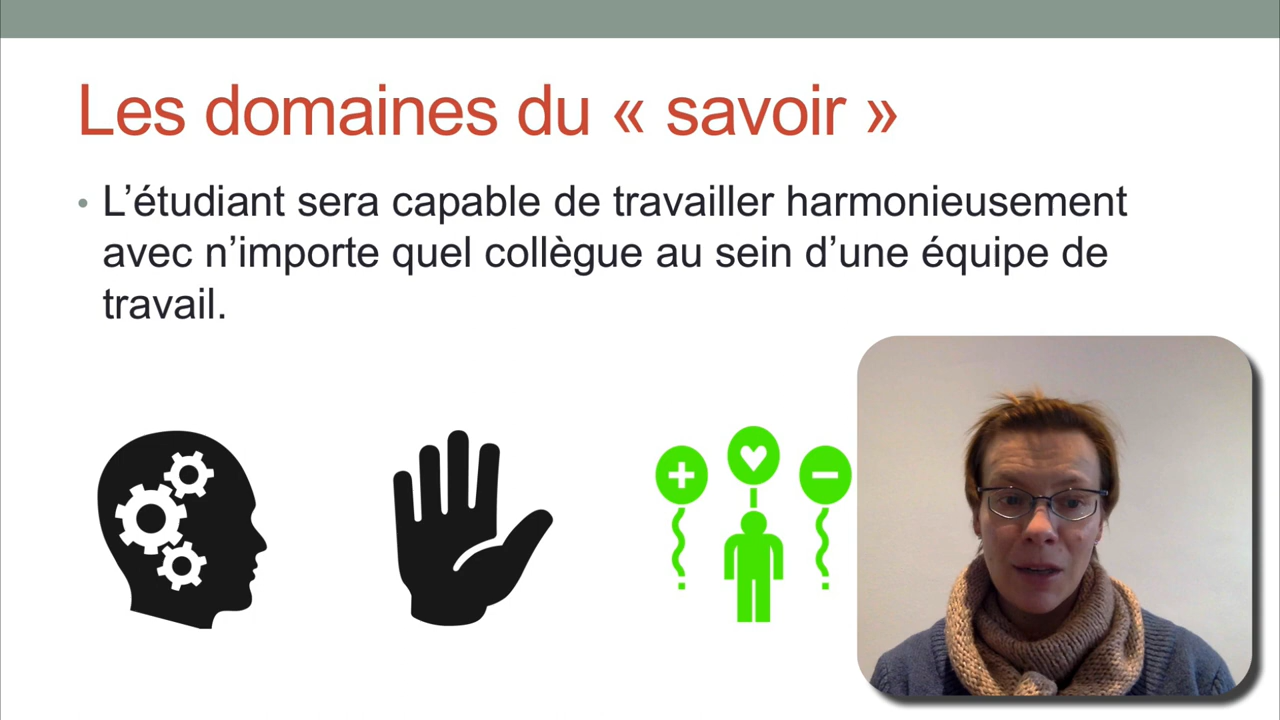 Les domaines du « savoir »
• L’étudiant sera capable de travailler harmonieusement
avec n’importe quel collègue au sein d’une équipe de
travail.